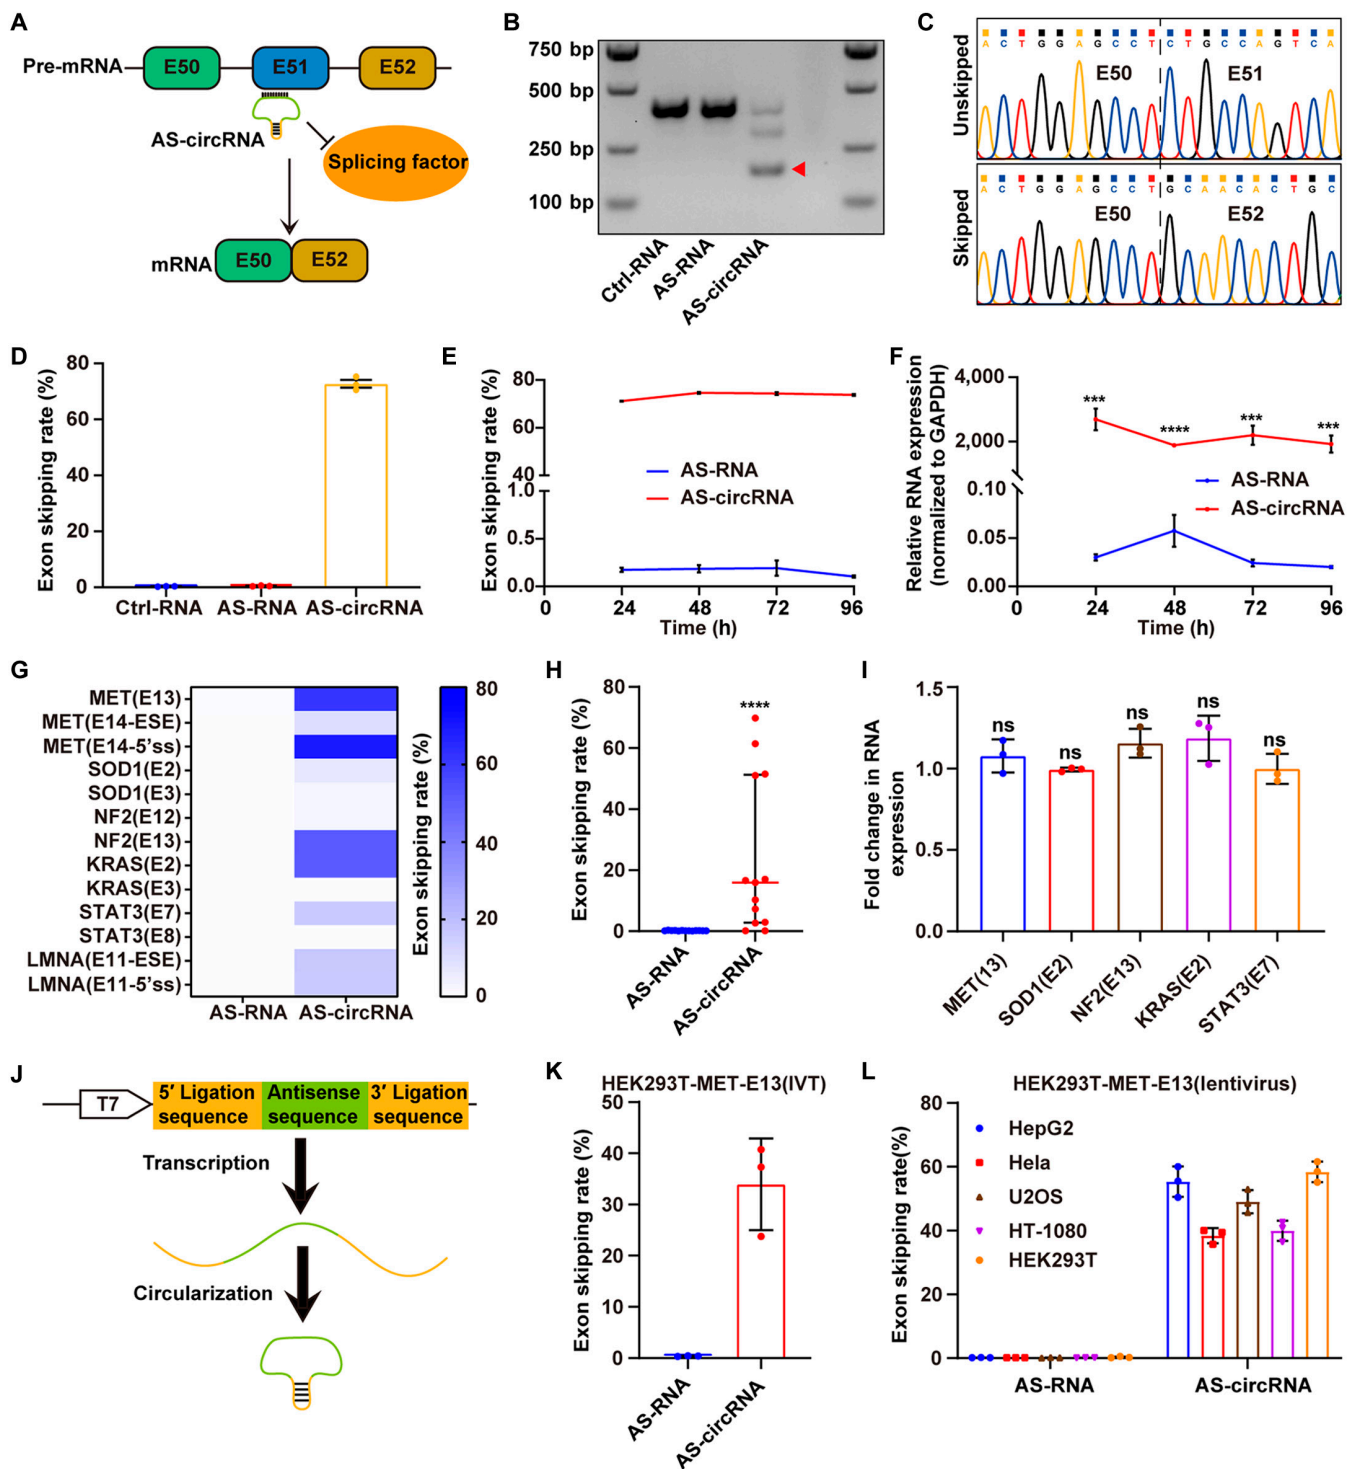 A
Pre-mRNA
E50
E51
E52
AS-circRNA
Splicing factor
mRNA
E50
E52
B
750 bp
500 bp
250 bp
100 bp
Ctrl-RNA
AS-RNA
AS-circRNA
C
Unskipped
A C T G G A G C C T C T G C C A G T C A
E50
E51
Skipped
A C T G G A G C C T G C A A C A C T G C
E50
E52
D
Exon skipping rate (%)
80
60
40
20
0
Ctrl-RNA
AS-RNA
AS-circRNA
E
Exon skipping rate (%)
80
60
40
1.0
0.5
0.0
AS-RNA
AS-circRNA
0
24
48
72
96
Time (h)
F
Relative RNA expression
(normalized to GAPDH)
4,000
2,000
0.10
0.05
0.00
***
****
***
***
AS-RNA
AS-circRNA
0
24
48
72
96
Time (h)
G
MET(E13)
MET(E14-ESE)
MET(E14-5'ss)
SOD1(E2)
SOD1(E3)
NF2(E12)
NF2(E13)
KRAS(E2)
KRAS(E3)
STAT3(E7)
STAT3(E8)
LMNA(E11-ESE)
LMNA(E11-5'ss)
AS-RNA
AS-circRNA
Exon skipping rate (%)
80
60
40
20
0
H
Exon skipping rate (%)
80
60
40
20
0
****
AS-RNA
AS-circRNA
I
Fold change in RNA
expression
1.5
1.0
0.5
0.0
ns
ns
ns
ns
ns
MET(13)
SOD1(E2)
NF2(E13)
KRAS(E2)
STAT3(E7)
J
T7
5' Ligation
sequence
Antisense
sequence
3' Ligation
sequence
Transcription
Circularization
K
HEK293T-MET-E13(IVT)
Exon skipping rate (%)
50
40
30
20
10
0
AS-RNA
AS-circRNA
L
HEK293T-MET-E13(lentivirus)
Exon skipping rate(%)
80
60
40
20
0
HepG2
Hela
U2OS
HT-1080
HEK293T
AS-RNA
AS-circRNA